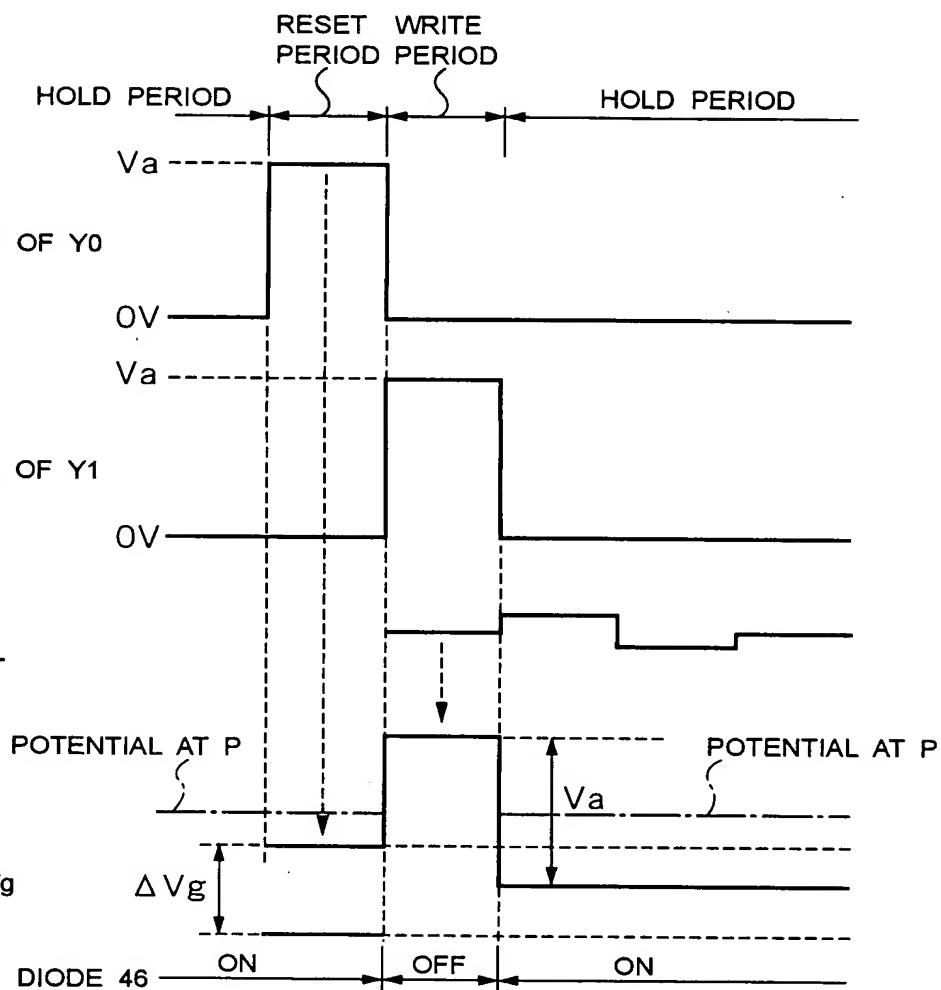 RESET WRITE
PERIOD PERIOD
HOLD PERIOD
HOLD PERIOD
Va
OF Y0
0V
Va
OF Y1
0V
POTENTIAL AT P
POTENTIAL AT P
Va
g
ΔVg
DIODE 46
ON
OFF
ON